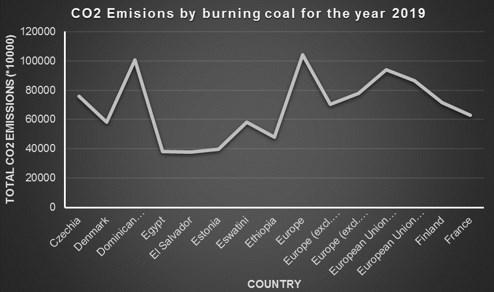 CO2 Emisions by burning coal for the year 2019
TOTAL CO2 EMISSIONS (*10000)
120000
100000
80000
60000
40000
20000
0
Czechia
Denmark
Dominican...
Egypt
El Salvador
Estonia
Eswatini
Ethiopia
Europe
Europe (excl....
Europe (excl....
European Union...
European Union...
Finland
France
COUNTRY